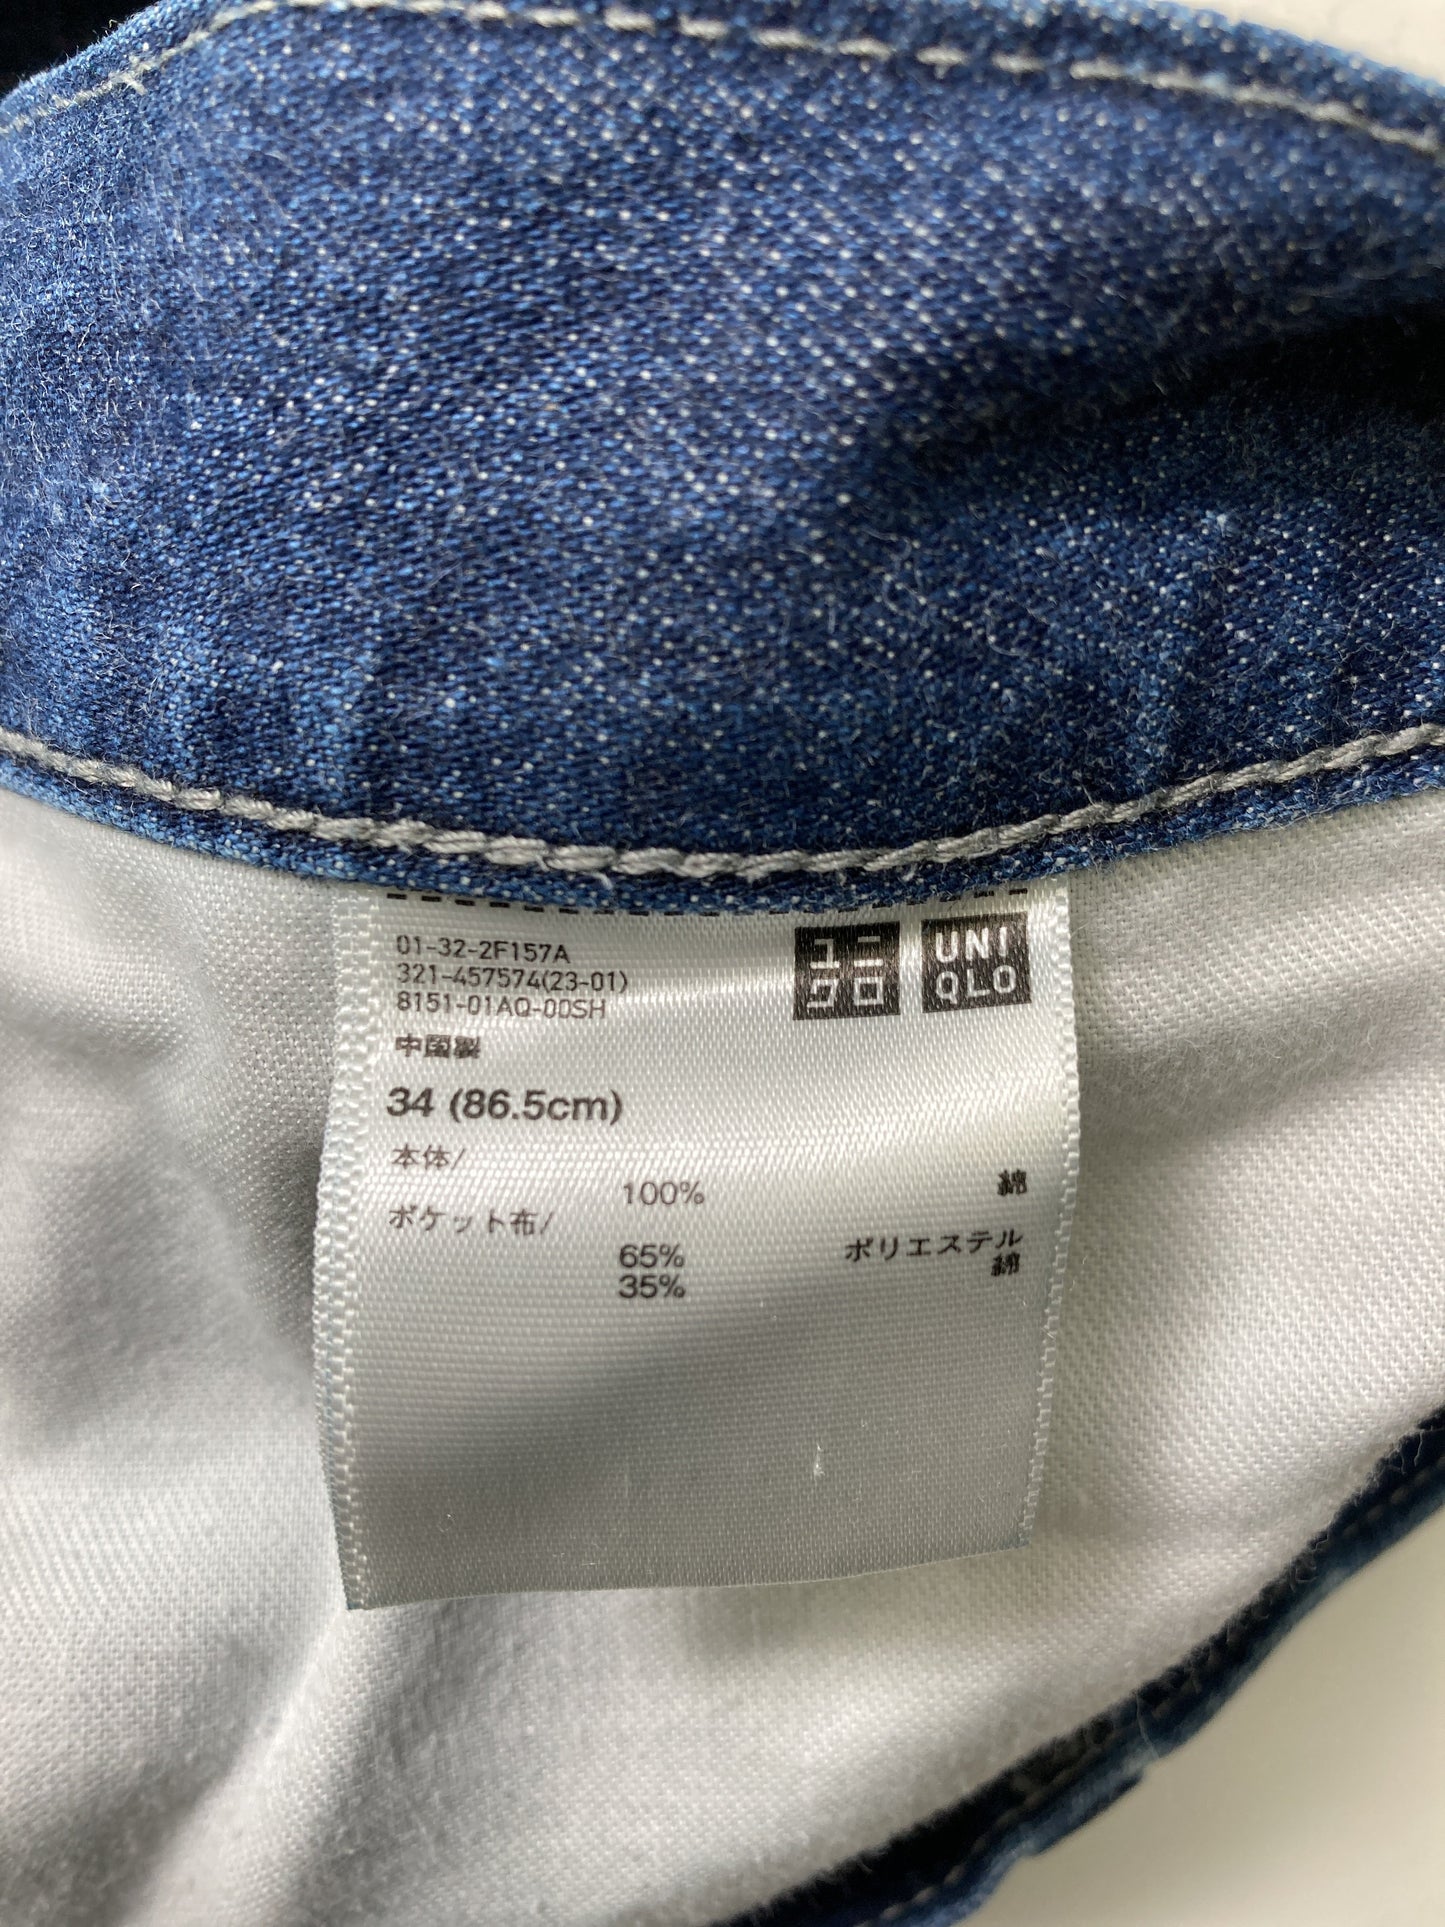 01-32-2F157A
321-457574(23-01)
8151-01AQ-00SH
ユニ
クロ
UNI
QLO
中国製
34 (86.5cm)
本体/
100% 綿
ポケット布/
65% ポリエステル
35% 綿